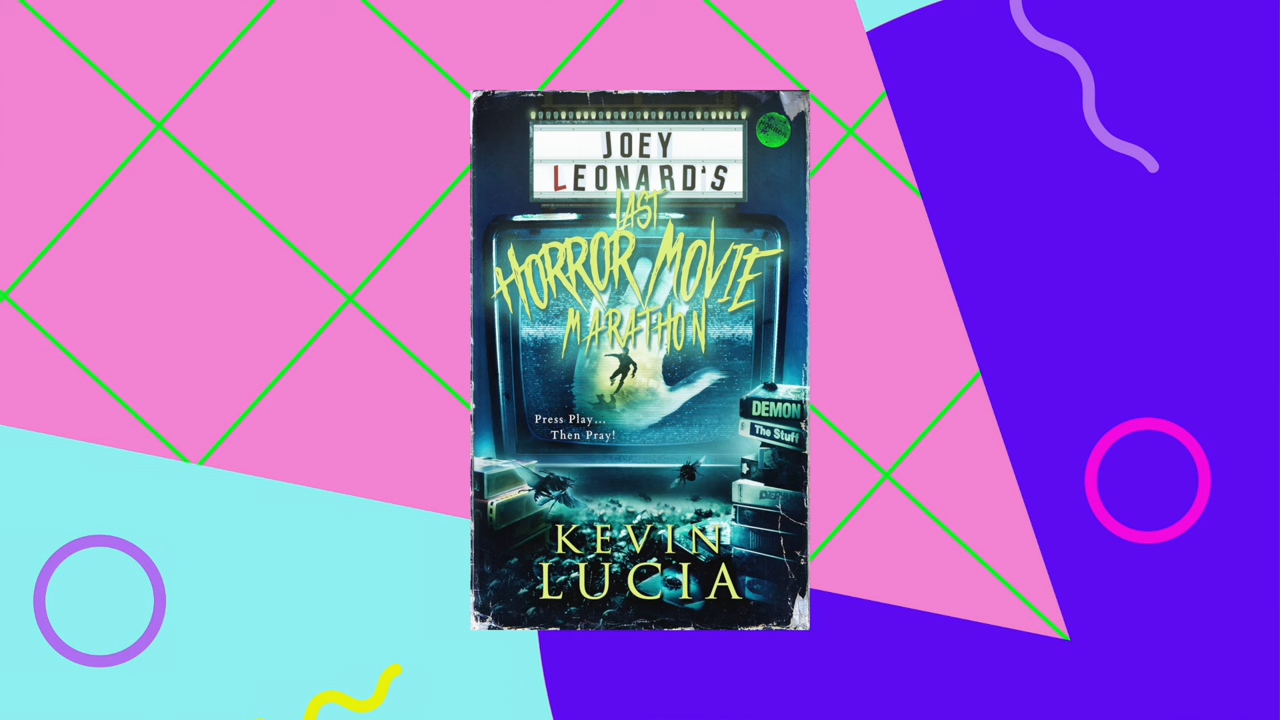 JOEY
LEONARD'S
LAST
HORROR MOVIE
MARATHON
Press Play...
Then Pray!
DEMON
The Stuff
KEVIN
LUCIA